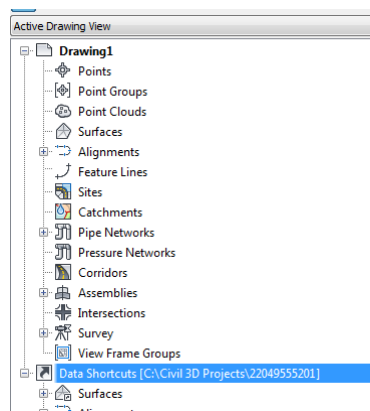 Active Drawing View
Drawing1
Points
Point Groups
Point Clouds
Surfaces
Alignments
Feature Lines
Sites
Catchments
Pipe Networks
Pressure Networks
Corridors
Assemblies
Intersections
Survey
View Frame Groups
Data Shortcuts [C:\Civil 3D Projects\22049555201]
Surfaces
Alignments